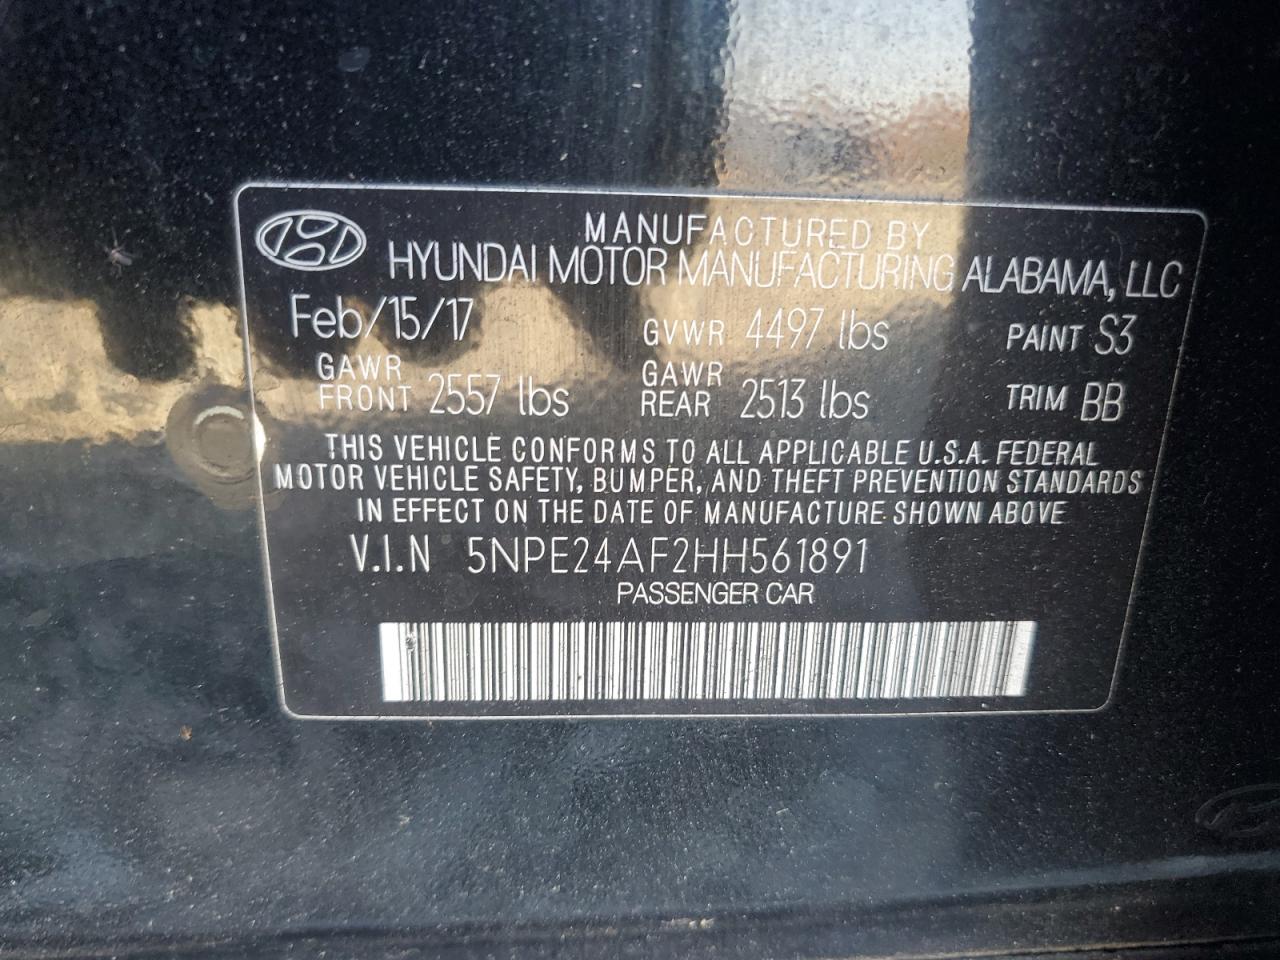 MANUFACTURED BY
HYUNDAI MOTOR MANUFACTURING ALABAMA, LLC
Feb/15/17 GVWR 4497 lbs PAINT S3
GAWR FRONT 2557 lbs GAWR REAR 2513 lbs TRIM BB
THIS VEHICLE CONFORMS TO ALL APPLICABLE U.S.A. FEDERAL
MOTOR VEHICLE SAFETY, BUMPER, AND THEFT PREVENTION STANDARDS
IN EFFECT ON THE DATE OF MANUFACTURE SHOWN ABOVE
V.I.N 5NPE24AF2HH561891
PASSENGER CAR